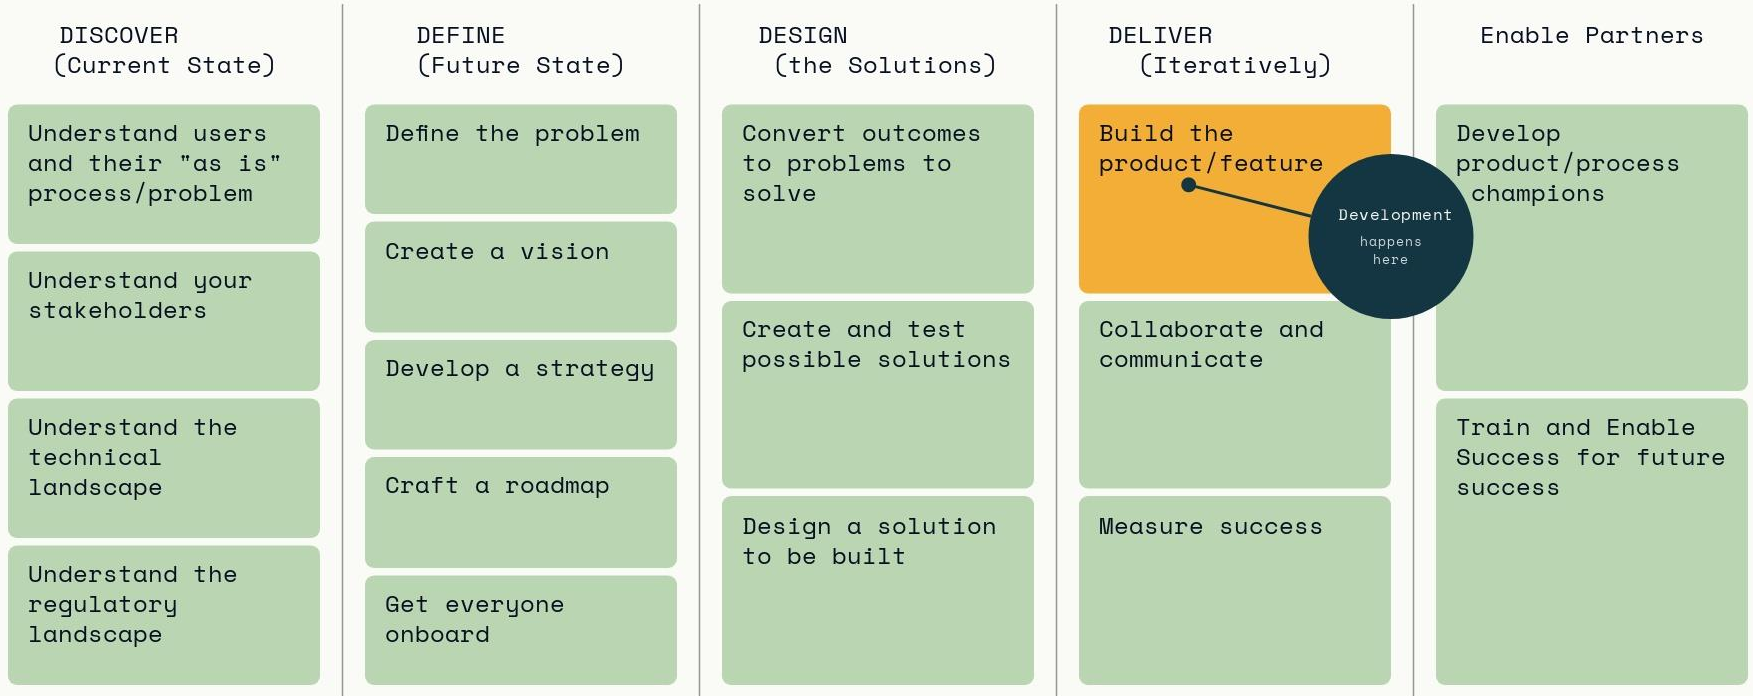 DISCOVER
(Current State)
Understand users
and their "as is"
process/problem
Understand your
stakeholders
Understand the
technical
landscape
Understand the
regulatory
landscape
DEFINE
(Future State)
Define the problem
Create a vision
Develop a strategy
Craft a roadmap
Get everyone
onboard
DESIGN
(the Solutions)
Convert outcomes
to problems to
solve
Create and test
possible solutions
Design a solution
to be built
DELIVER
(Iteratively)
Build the
product/feature
Development
happens
here
Collaborate and
communicate
Measure success
Enable Partners
Develop
product/process
champions
Train and Enable
Success for future
success